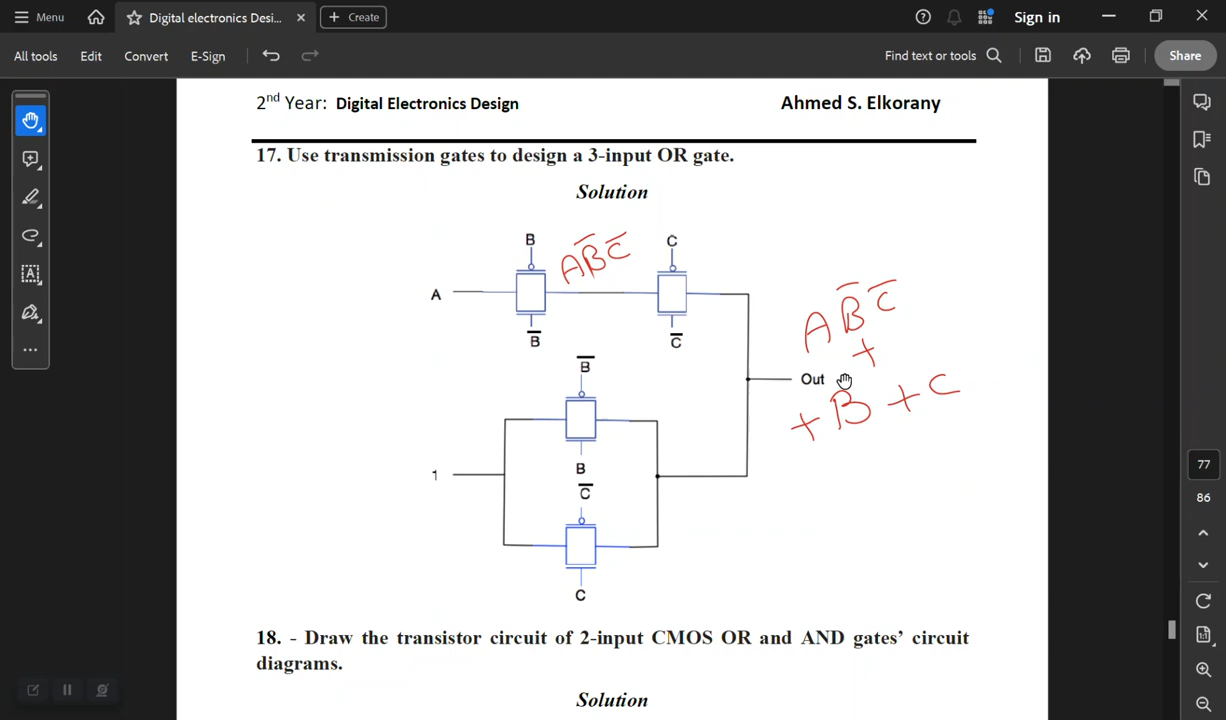 Menu
Digital electronics Desi...
Create
Sign in
All tools
Edit
Convert
E-Sign
Find text or tools
Share
2nd Year: Digital Electronics Design
Ahmed S. Elkorany
17. Use transmission gates to design a 3-input OR gate.
Solution
B
C
AB̅C̅
A
B̅
C̅
AB̅C̅
+
B̅
Out
+B+C
1
B
C̅
C
18. - Draw the transistor circuit of 2-input CMOS OR and AND gates' circuit
diagrams.
Solution
77
86
1:1